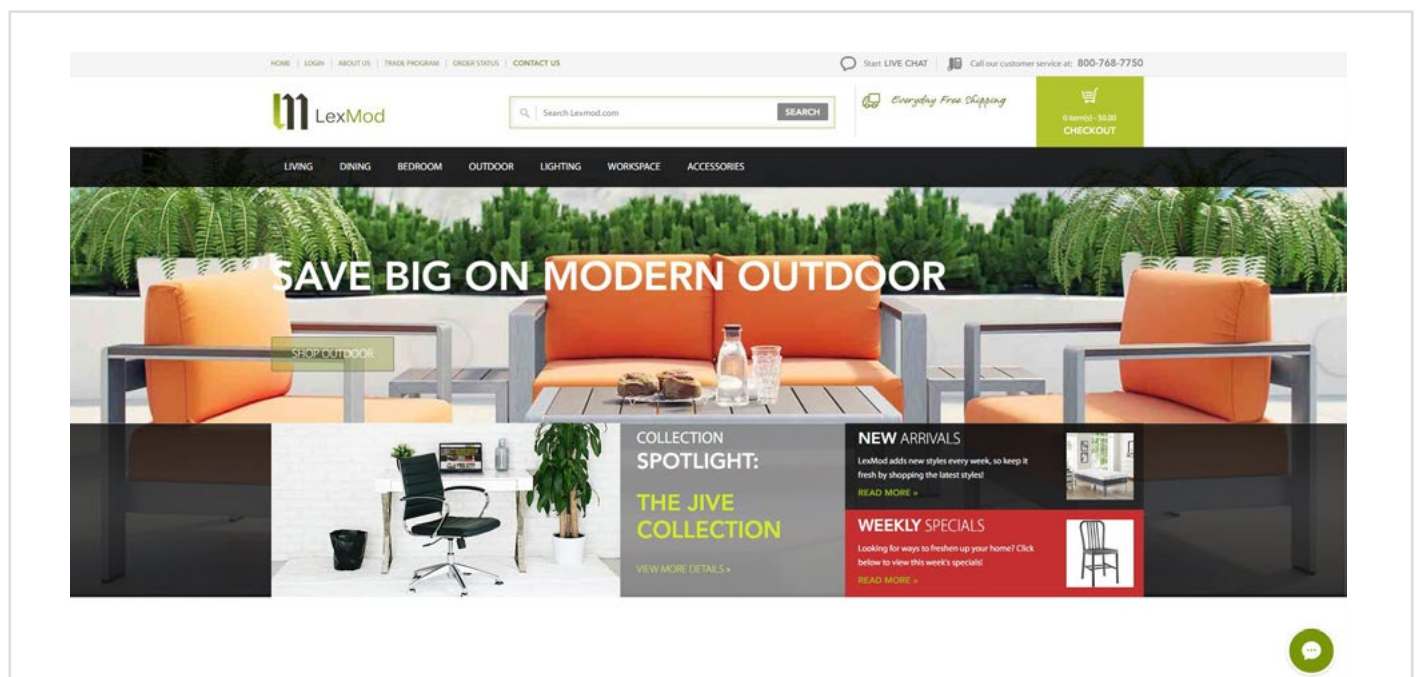 HOME | LOGIN | ABOUT US | TRADE PROGRAM | ORDER STATUS | CONTACT US
Start LIVE CHAT
Call our customer service at: 800-768-7750
LexMod
Search Lexmod.com
SEARCH
Everyday Free Shipping
0 item(s) - $0.00
CHECKOUT
LIVING DINING BEDROOM OUTDOOR LIGHTING WORKSPACE ACCESSORIES
SAVE BIG ON MODERN OUTDOOR
SHOP OUTDOOR
COLLECTION
SPOTLIGHT:
THE JIVE
COLLECTION
VIEW MORE DETAILS »
NEW ARRIVALS
LexMod adds new styles every week, so keep it
fresh by shopping the latest styles!
READ MORE »
WEEKLY SPECIALS
Looking for ways to freshen up your home? Click
below to view this week's specials!
READ MORE »